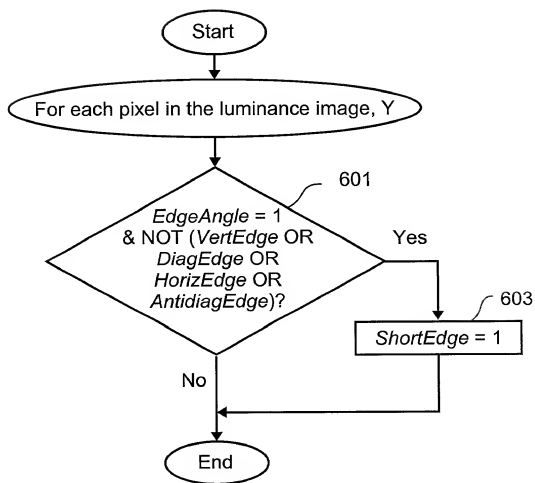 Start
For each pixel in the luminance image, Y
601
EdgeAngle = 1
& NOT (VertEdge OR
DiagEdge OR
HorizEdge OR
AntidiagEdge)?
Yes
603
ShortEdge = 1
No
End